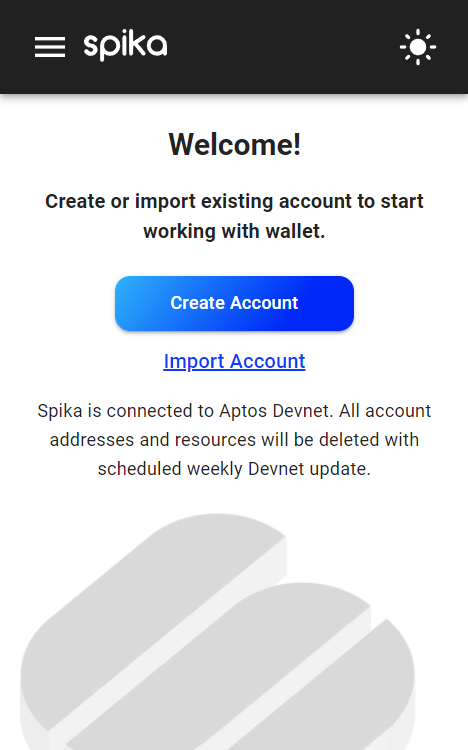 spika
Welcome!
Create or import existing account to start
working with wallet.
Create Account
Import Account
Spika is connected to Aptos Devnet. All account
addresses and resources will be deleted with
scheduled weekly Devnet update.